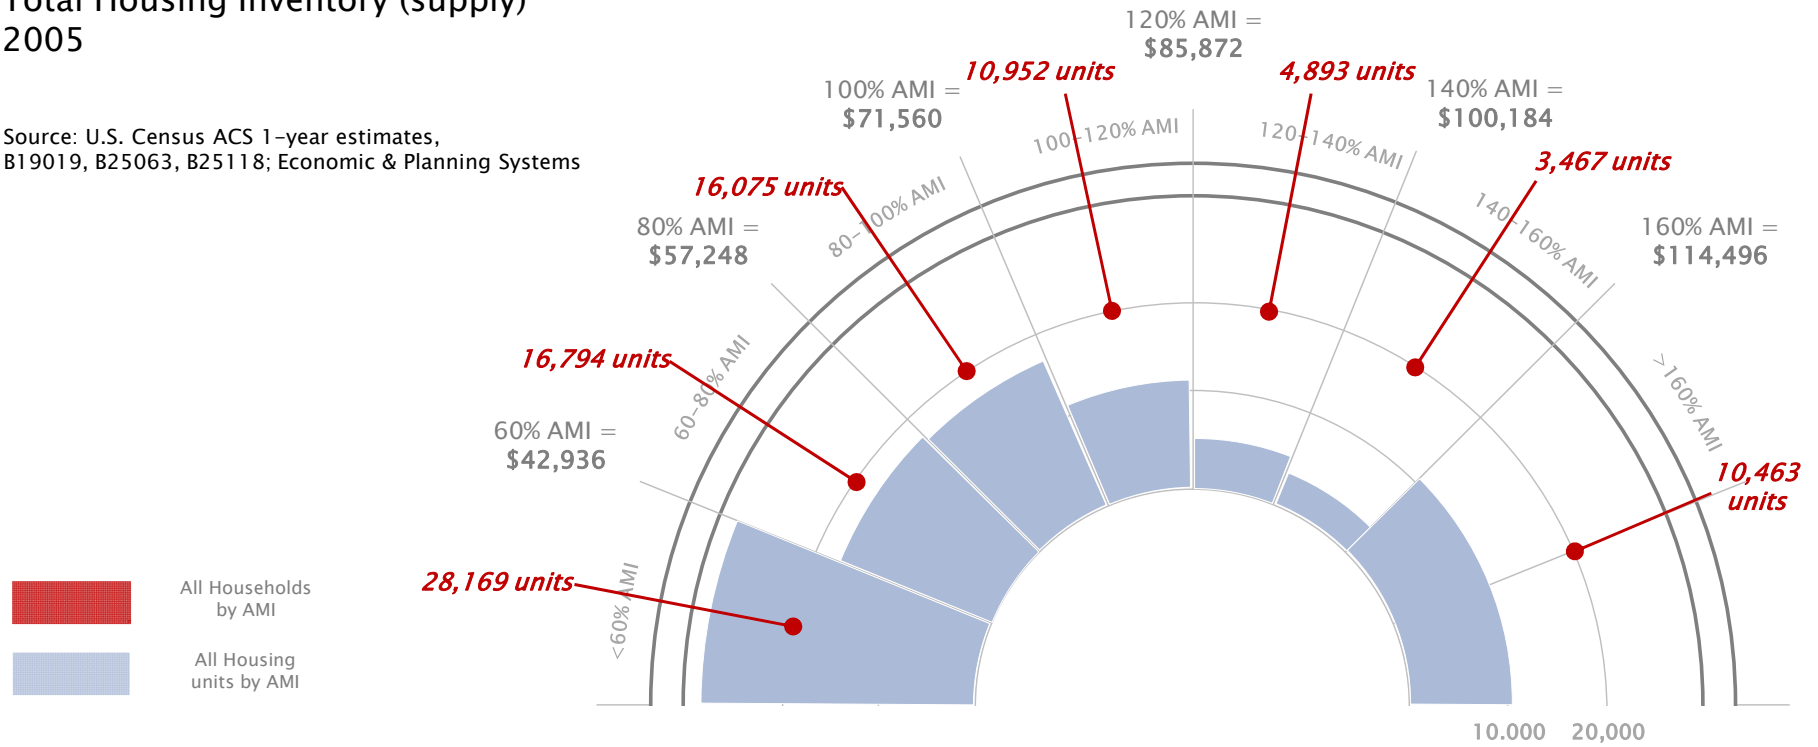 Total Housing Inventory (supply)
2005
Source: U.S. Census ACS 1-year estimates,
B19019, B25063, B25118; Economic & Planning Systems
120% AMI =
$85,872
10,952 units
4,893 units
100% AMI =
$71,560
140% AMI =
$100,184
100-120% AMI
120-140% AMI
16,075 units
3,467 units
80-100% AMI
140-160% AMI
80% AMI =
$57,248
160% AMI =
$114,496
16,794 units
60-80% AMI
>160% AMI
60% AMI =
$42,936
10,463
units
28,169 units
<60% AMI
All Households
by AMI
All Housing
units by AMI
10.000 20,000